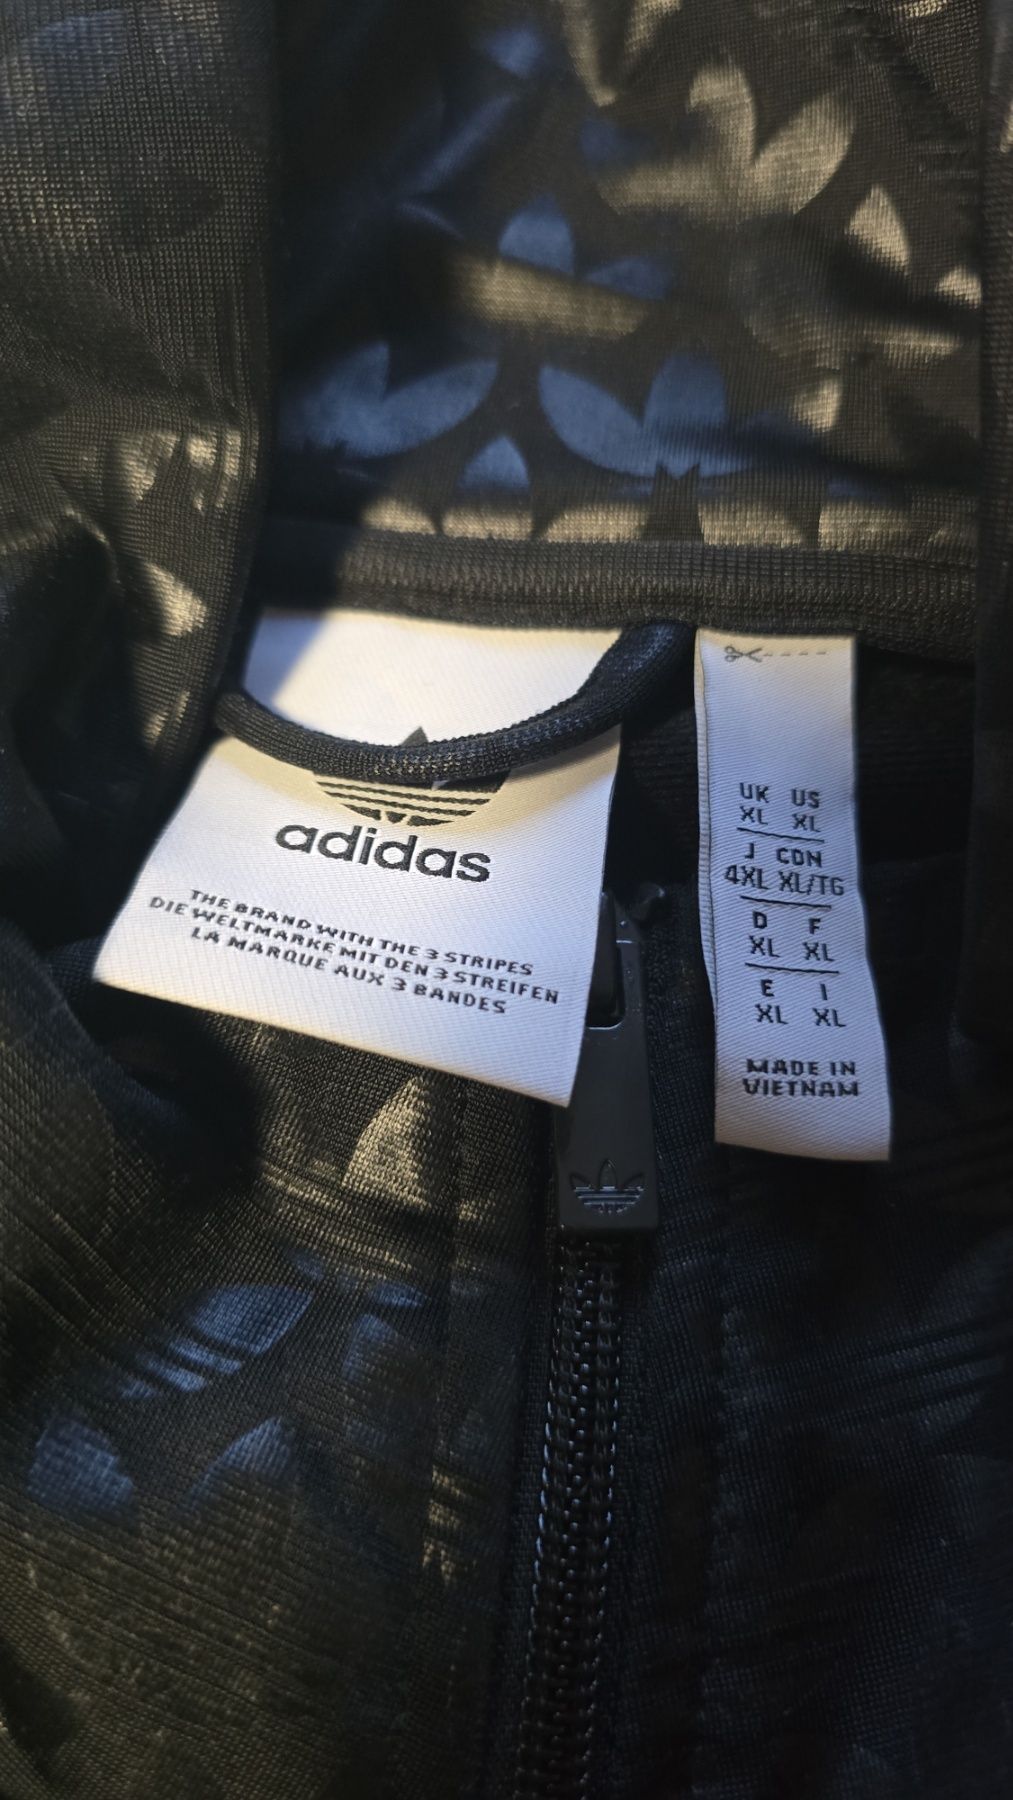 adidas
THE BRAND WITH THE 3 STRIPES
DIE WELTMARKE MIT DEN 3 STREIFEN
LA MARQUE AUX 3 BANDES
UK US
XL XL
J CDN
4XL XL/TG
D F
XL XL
E I
XL XL
MADE IN
VIETNAM